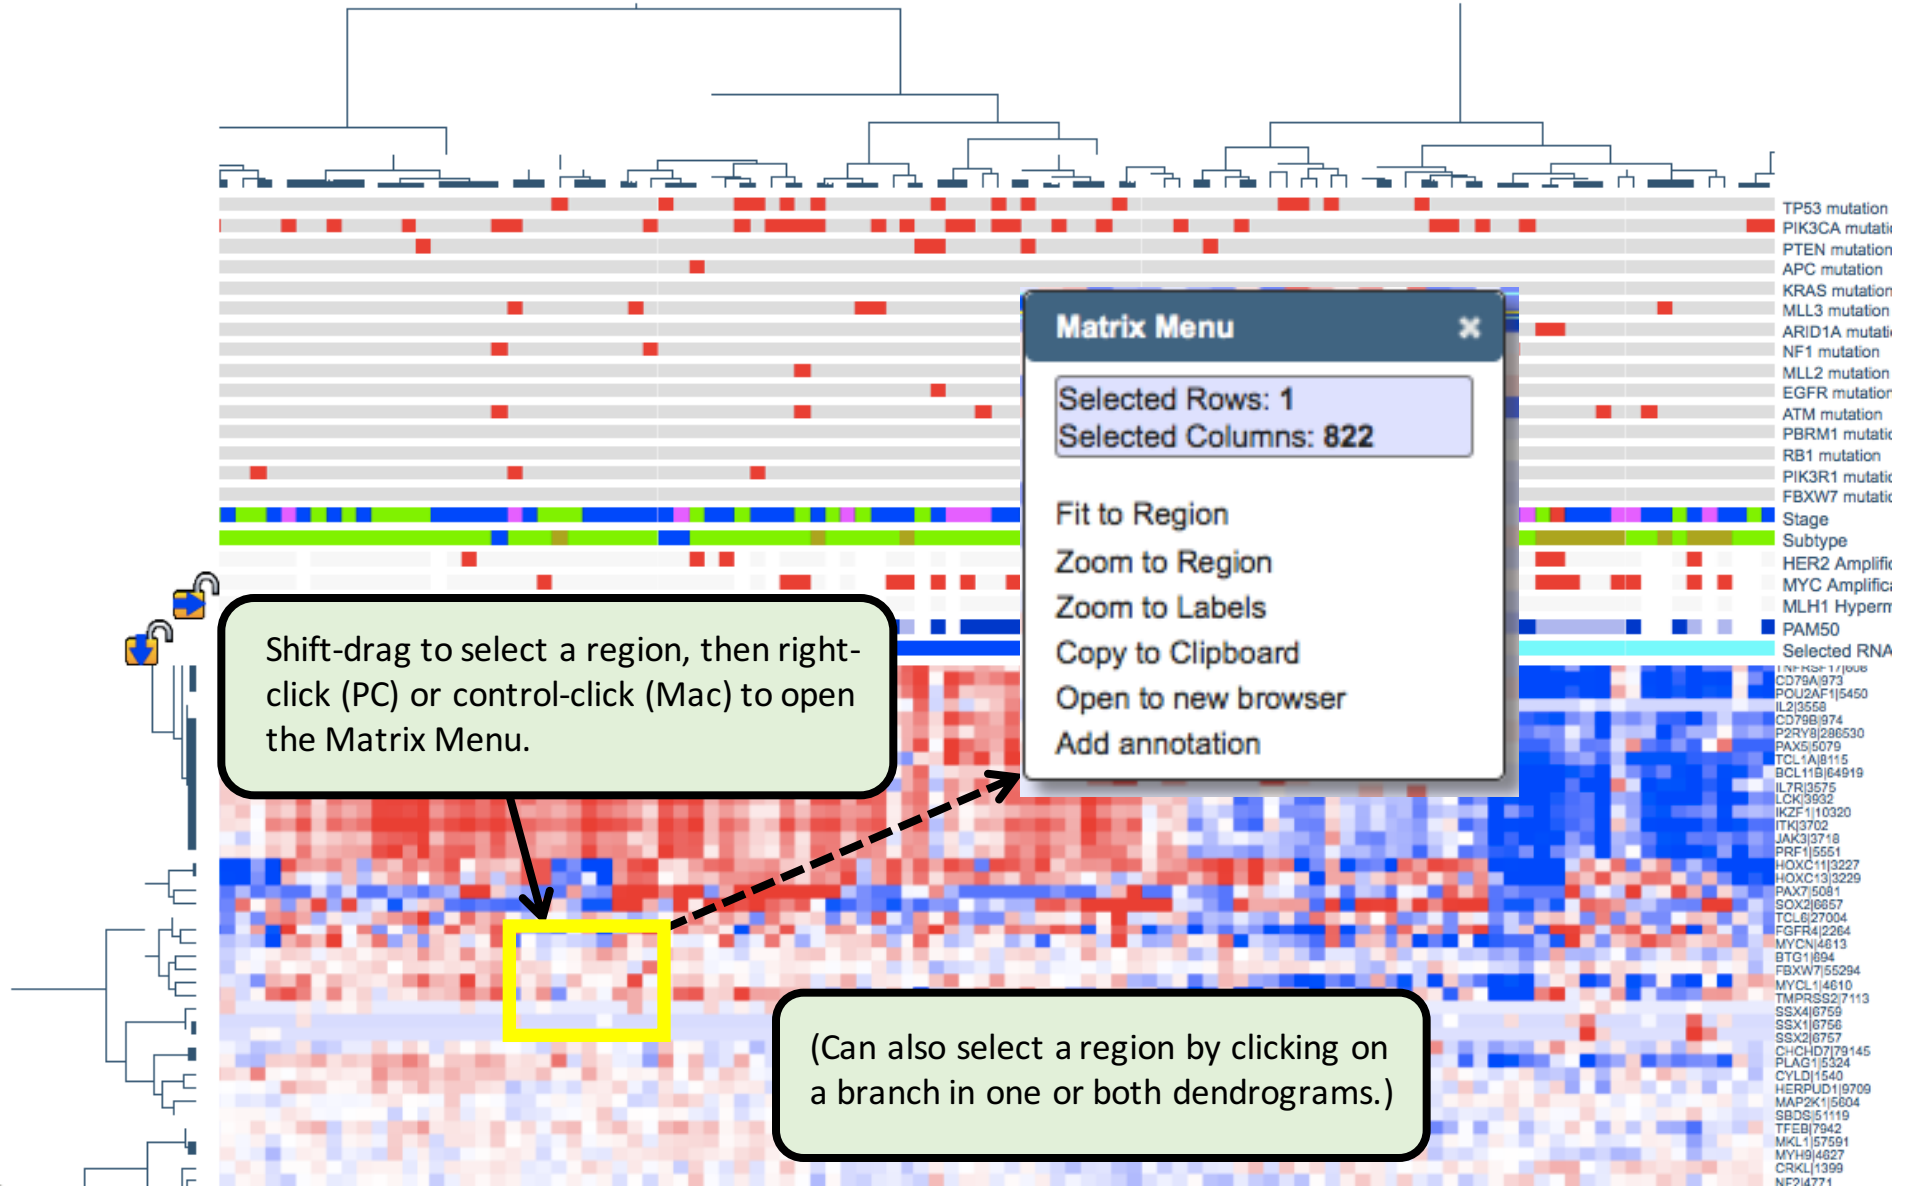 TP53 mutation
PIK3CA mutati
PTEN mutation
APC mutation
KRAS mutation
MLL3 mutation
ARID1A mutati
NF1 mutation
MLL2 mutation
EGFR mutation
ATM mutation
PBRM1 mutatic
RB1 mutation
PIK3R1 mutatic
FBXW7 mutatic
Stage
Subtype
HER2 Amplific
MYC Amplifica
MLH1 Hyperm
PAM50
Selected RNA
Matrix Menu
Selected Rows: 1
Selected Columns: 822
Fit to Region
Zoom to Region
Zoom to Labels
Copy to Clipboard
Open to new browser
Add annotation
Shift-drag to select a region, then right-
click (PC) or control-click (Mac) to open
the Matrix Menu.
(Can also select a region by clicking on
a branch in one or both dendrograms.)
TNFRSF17|608
CD79A|973
POU2AF1|5450
IL2|3558
CD79B|974
P2RY8|286530
PAX5|5079
TCL1A|8115
BCL11B|64919
IL7R|3575
LCK|3932
IKZF1|10320
ITK|3702
JAK3|3718
PRF1|5551
HOXC11|3227
HOXC13|3229
PAX7|5081
SOX2|6657
TCL6|27004
FGFR4|2264
MYCN|4613
BTG1|694
FBXW7|55294
MYCL1|4610
TMPRSS2|7113
SSX4|6759
SSX1|6756
SSX2|6757
CHCHD7|79145
PLAG1|5324
CYLD|1540
HERPUD1|9709
MAP2K1|5604
SBDS|51119
TFEB|7942
MKL1|57591
MYH9|4627
CRKL|1399
NF2|4771